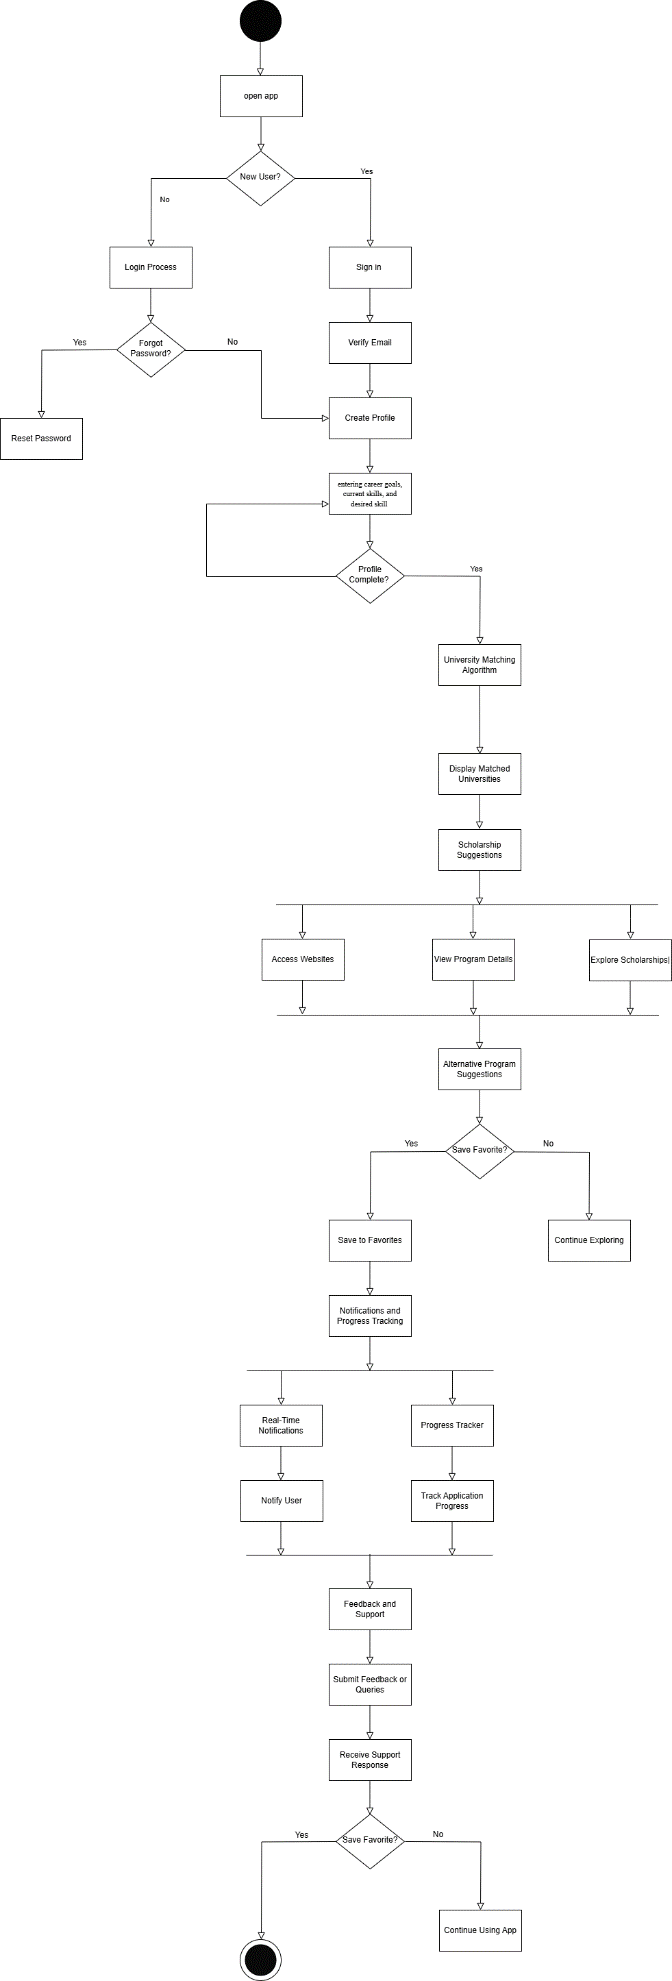 open app
New User?
Yes
No
Login Process
Sign in
Forgot
Password?
Yes
No
Verify Email
Reset Password
Create Profile
entering career goals,
current skills, and
desired skill
Profile
Complete?
Yes
University Matching
Algorithm
Display Matched
Universities
Scholarship
Suggestions
Access Websites
View Program Details
Explore Scholarships|
Alternative Program
Suggestions
Save Favorite?
Yes
No
Save to Favorites
Continue Exploring
Notifications and
Progress Tracking
Real-Time
Notifications
Progress Tracker
Notify User
Track Application
Progress
Feedback and
Support
Submit Feedback or
Queries
Receive Support
Response
Save Favorite?
Yes
No
Continue Using App